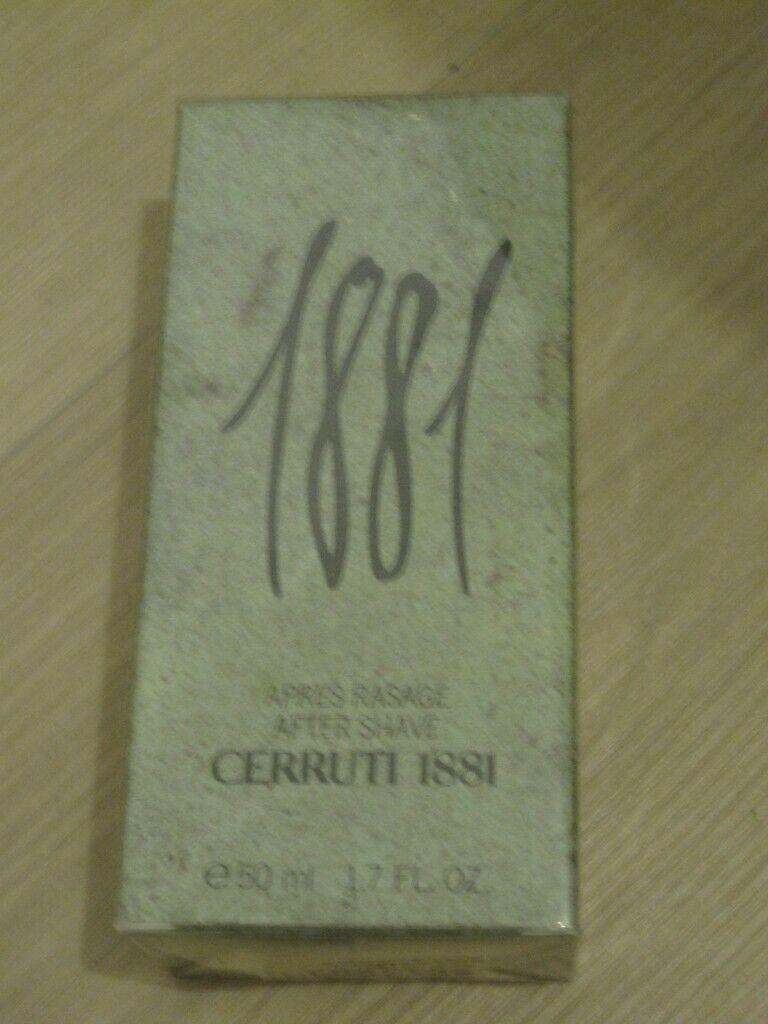 1881
APRES RASAGE
AFTER SHAVE
CERRUTI 1881
e 50 ml 1.7 FL. OZ.